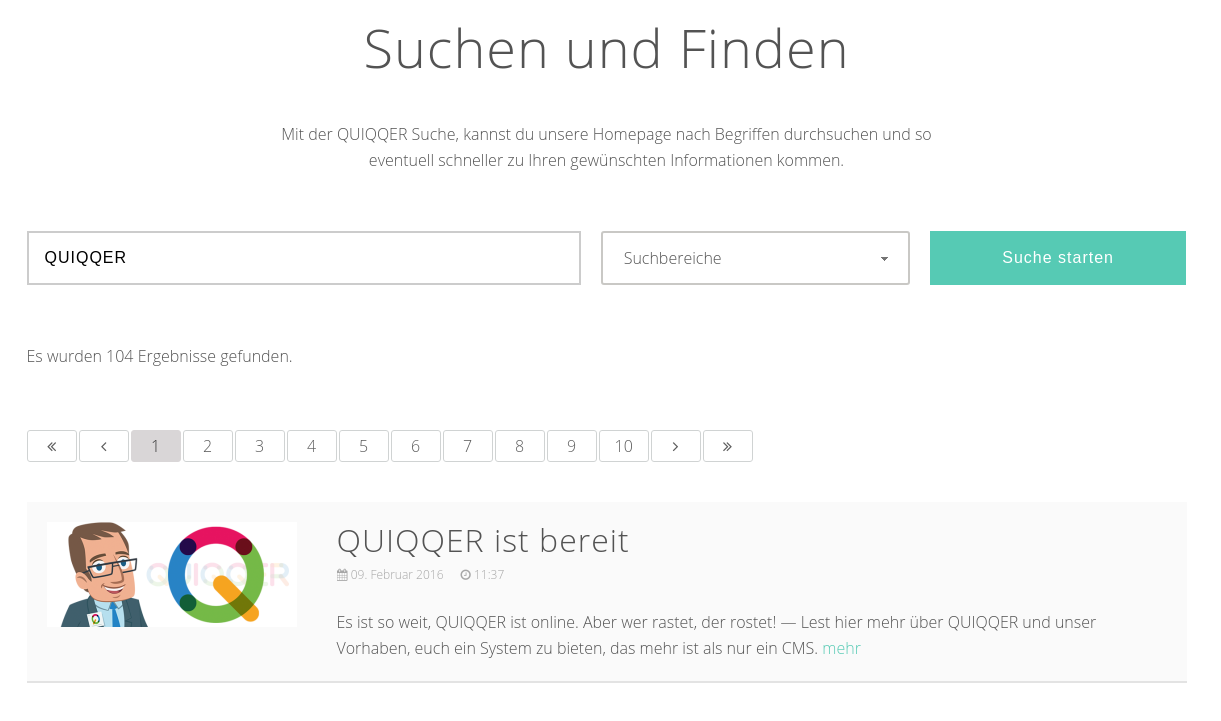 Suchen und Finden
Mit der QUIQQER Suche, kannst du unsere Homepage nach Begriffen durchsuchen und so
eventuell schneller zu Ihren gewünschten Informationen kommen.
QUIQQER Suchbereiche Suche starten
Es wurden 104 Ergebnisse gefunden.
« ‹ 1 2 3 4 5 6 7 8 9 10 › »
QUIQQER
QUIQQER ist bereit
09. Februar 2016 11:37
Es ist so weit, QUIQQER ist online. Aber wer rastet, der rostet! — Lest hier mehr über QUIQQER und unser
Vorhaben, euch ein System zu bieten, das mehr ist als nur ein CMS. mehr